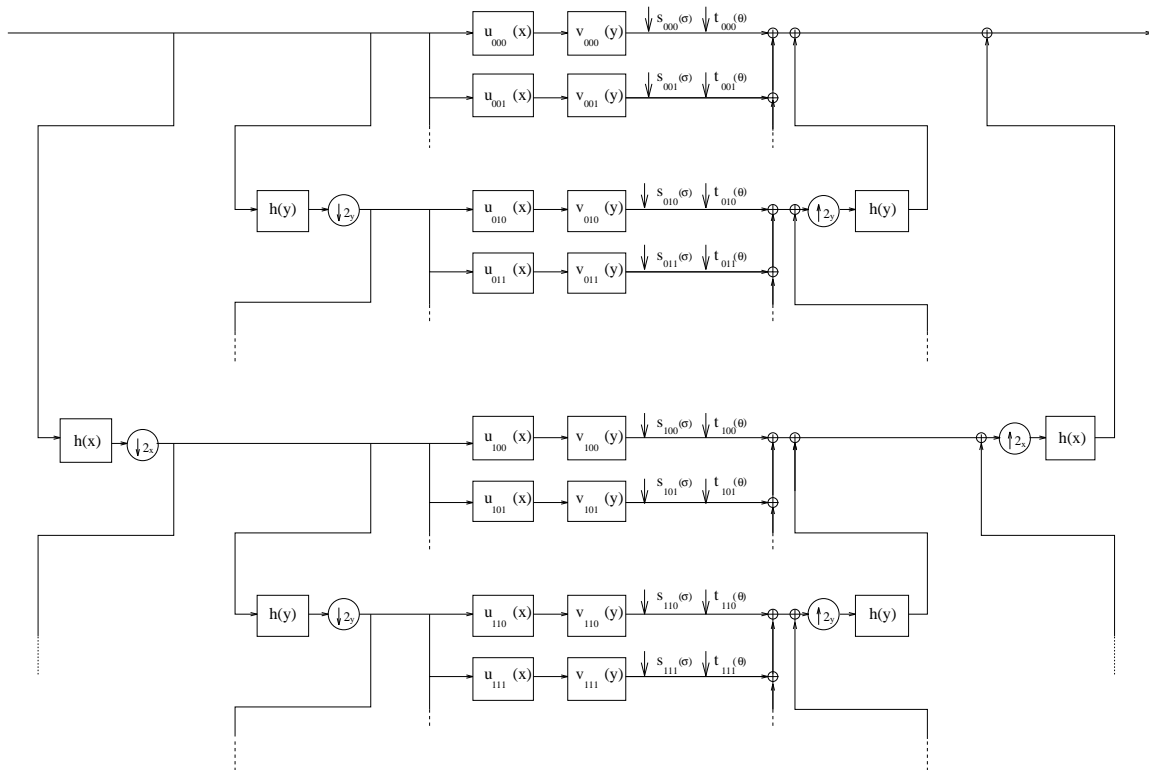 s₀₀₀(σ) t₀₀₀(θ)
u₀₀₀(x) v₀₀₀(y)
s₀₀₁(σ) t₀₀₁(θ)
u₀₀₁(x) v₀₀₁(y)
s₀₁₀(σ) t₀₁₀(θ)
h(y) ↓2y u₀₁₀(x) v₀₁₀(y) ↑2y h(y)
s₀₁₁(σ) t₀₁₁(θ)
u₀₁₁(x) v₀₁₁(y)
s₁₀₀(σ) t₁₀₀(θ)
h(x) ↓2x u₁₀₀(x) v₁₀₀(y) ↑2x h(x)
s₁₀₁(σ) t₁₀₁(θ)
u₁₀₁(x) v₁₀₁(y)
s₁₁₀(σ) t₁₁₀(θ)
h(y) ↓2y u₁₁₀(x) v₁₁₀(y) ↑2y h(y)
s₁₁₁(σ) t₁₁₁(θ)
u₁₁₁(x) v₁₁₁(y)